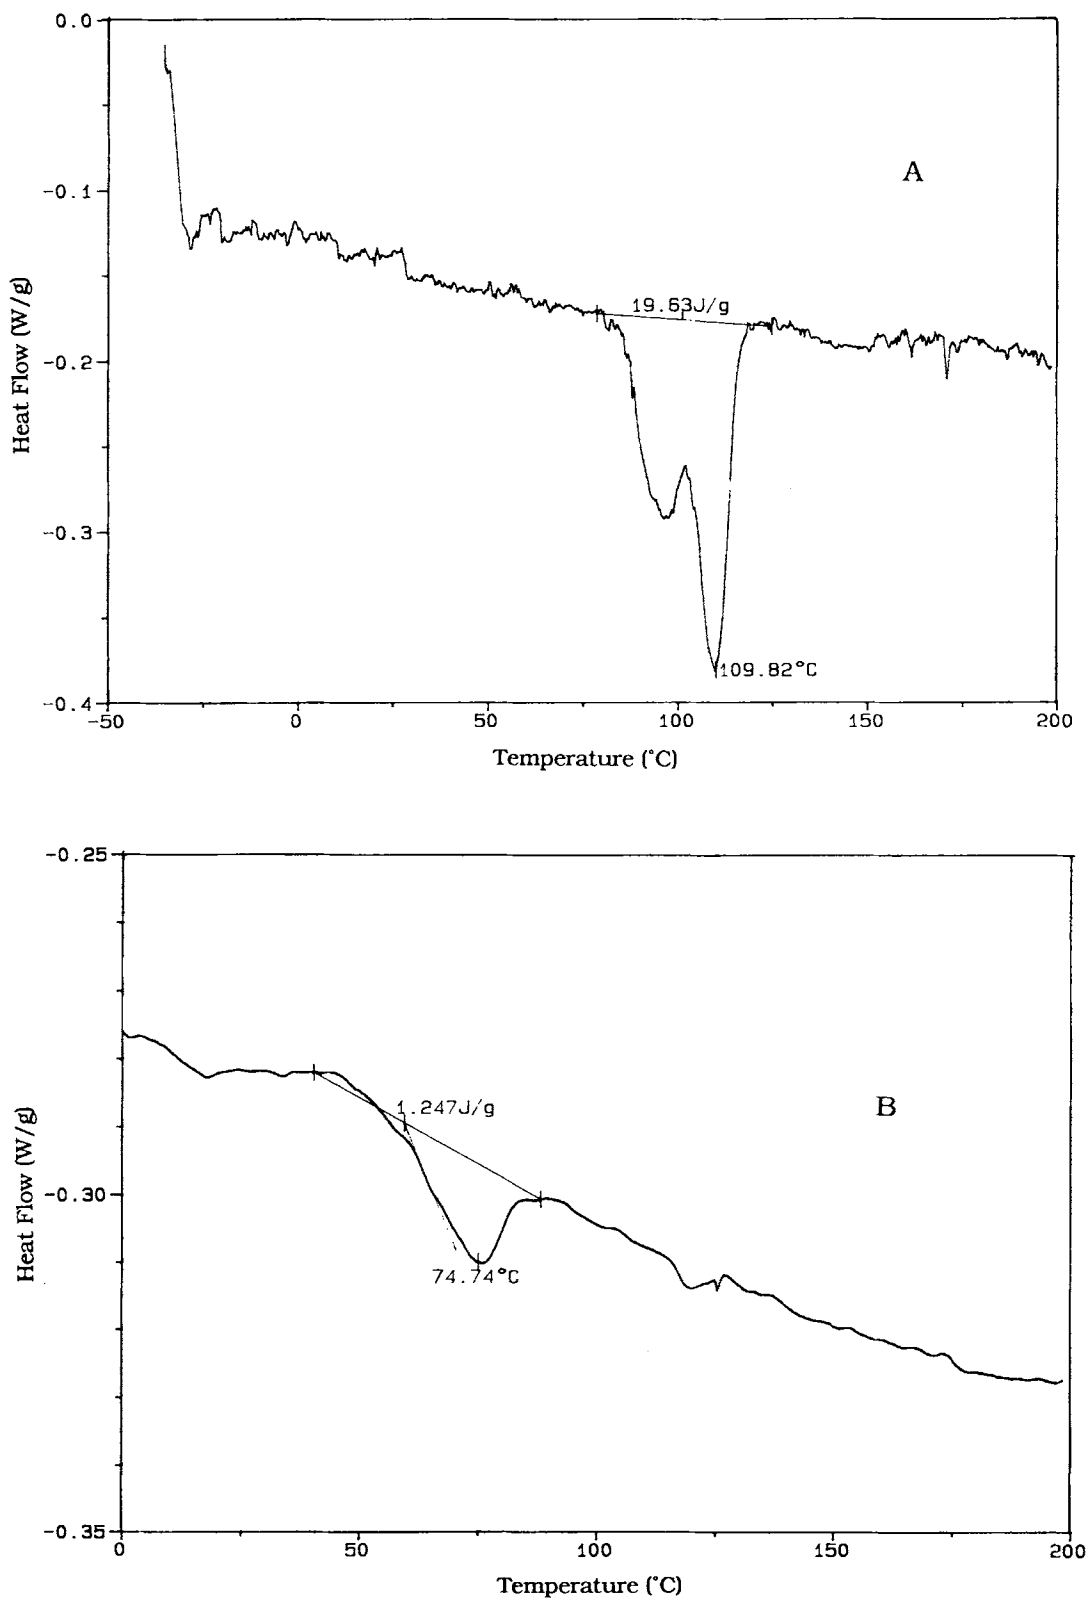 0.0
A
-0.1
Heat Flow (W/g)
19.63J/g
-0.2
-0.3
109.82°C
-0.4
-50 0 50 100 150 200
Temperature (°C)
-0.25
B
1.247J/g
Heat Flow (W/g)
-0.30
74.74°C
-0.35
0 50 100 150 200
Temperature (°C)